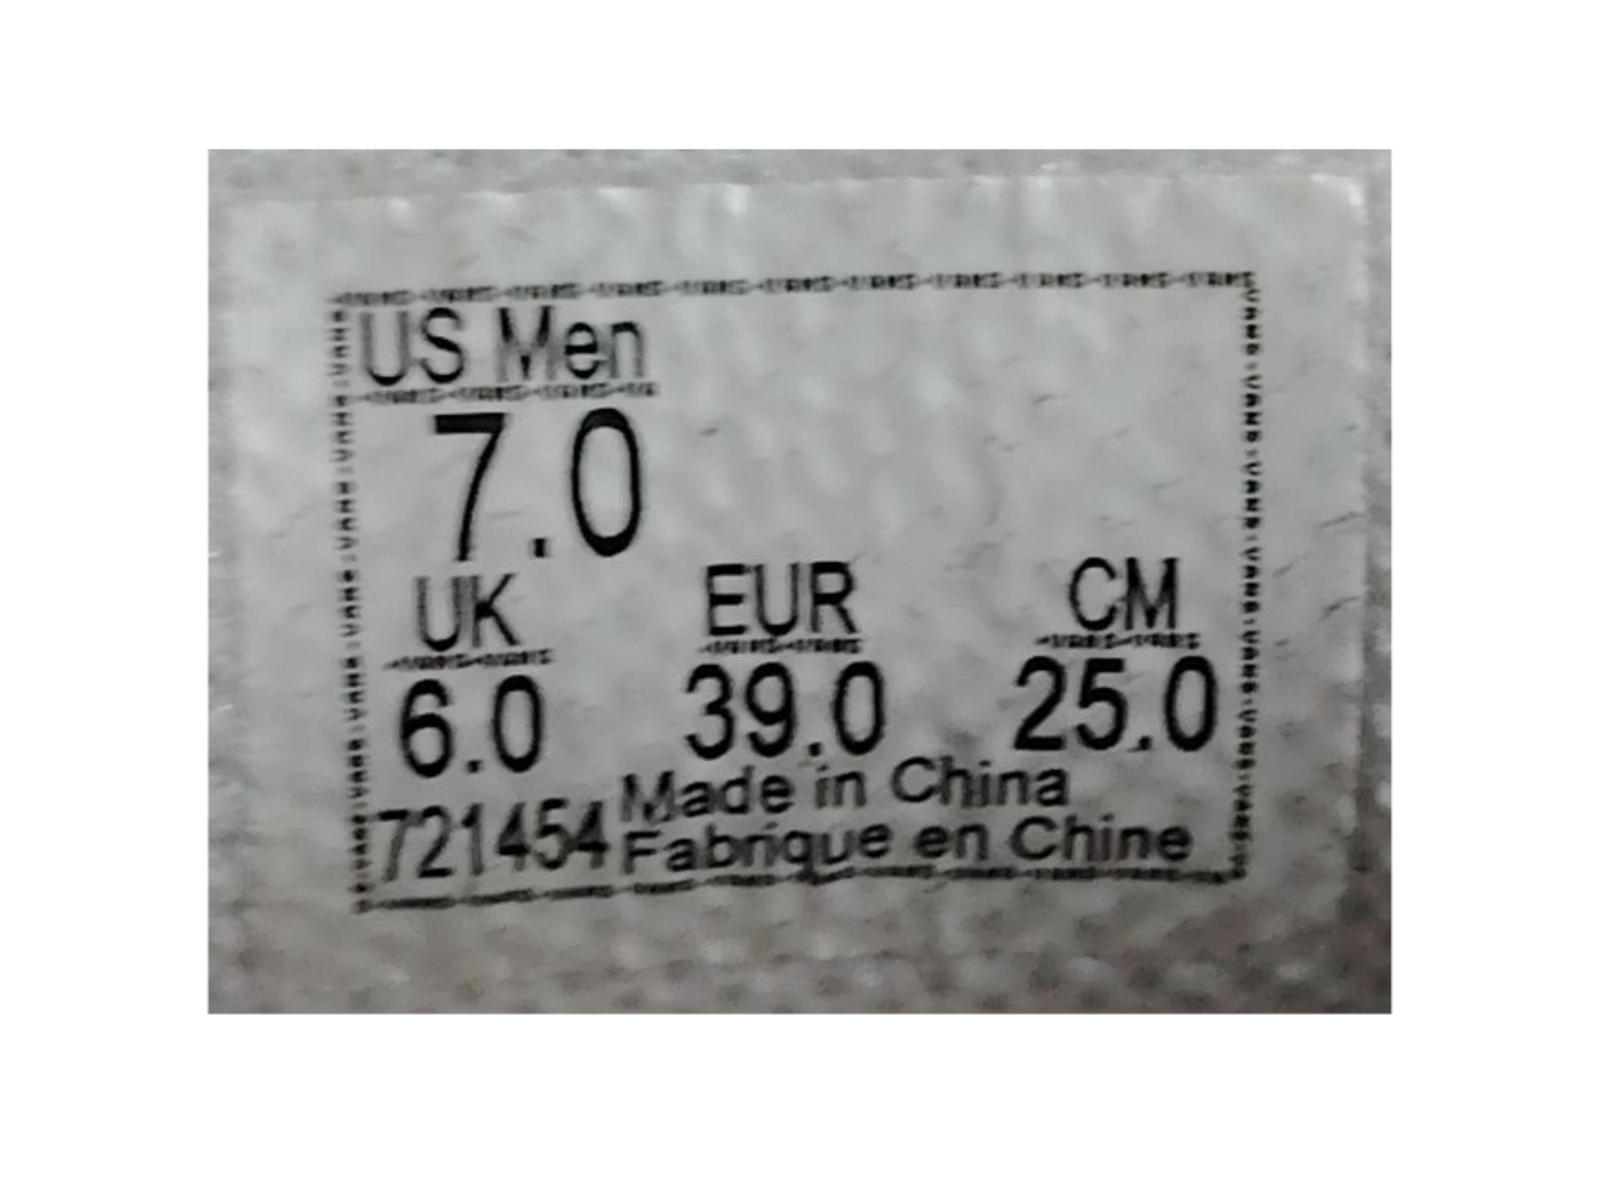 US Men
7.0
UK EUR CM
6.0 39.0 25.0
Made in China
721454 Fabrique en Chine